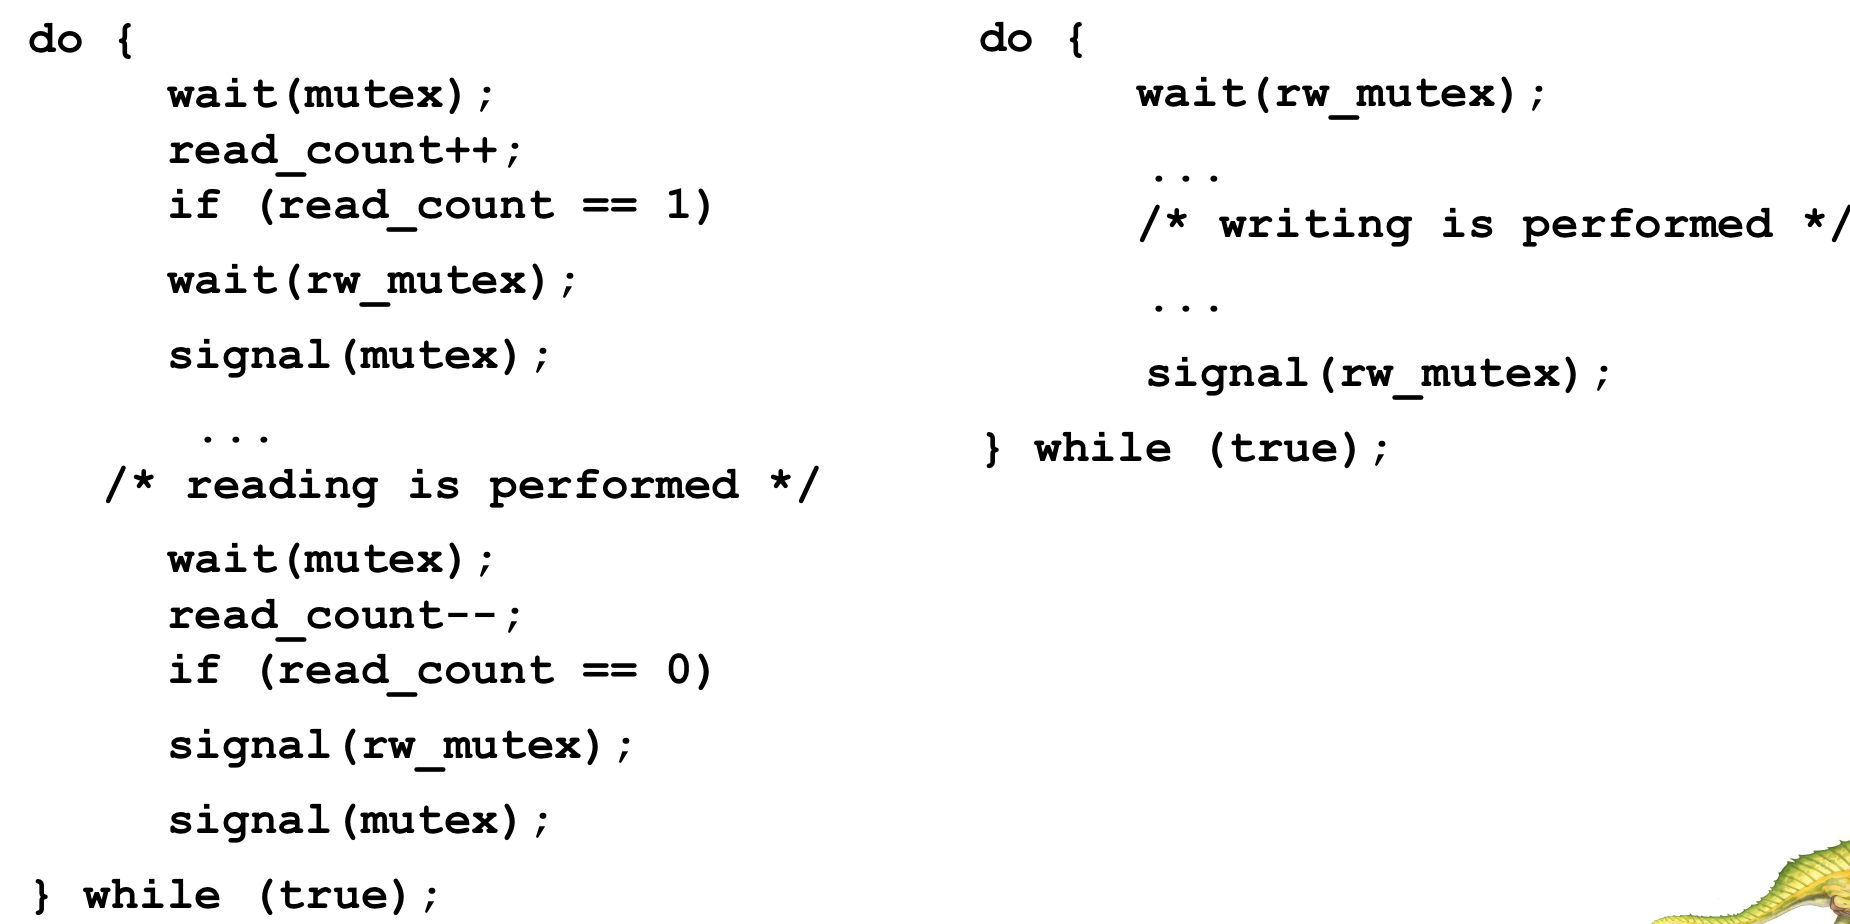 do {
wait(mutex);
read_count++;
if (read_count == 1)
wait(rw_mutex);
signal(mutex);
...
/* reading is performed */
wait(mutex);
read_count--;
if (read_count == 0)
signal(rw_mutex);
signal(mutex);
} while (true);
do {
wait(rw_mutex);
...
/* writing is performed */
...
signal(rw_mutex);
} while (true);